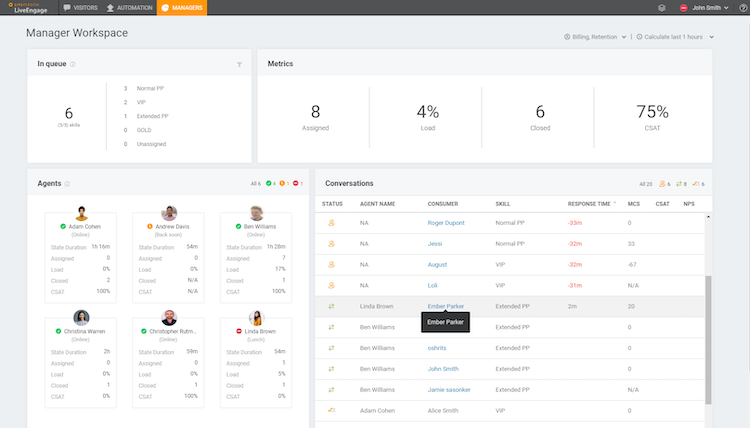 LivePerson
LiveEngage
VISITORS
AUTOMATION
MANAGERS
John Smith
Manager Workspace
Billing, Retention
Calculate last 1 hours
In queue
6
(5/5) skills
3 Normal PP
2 VIP
1 Extended PP
0 GOLD
0 Unassigned
Metrics
8
Assigned
4%
Load
6
Closed
75%
CSAT
Agents
All 6 4 1 1
Adam Cohen
(Online)
State Duration 1h 16m
Assigned 0
Load 0%
Closed 2
CSAT 100%
Andrew Davis
(Back soon)
State Duration 54m
Assigned 0
Load 0%
Closed N/A
CSAT N/A
Ben Williams
(Online)
State Duration 1h 28m
Assigned 7
Load 17%
Closed 1
CSAT 100%
Christina Warren
(Online)
State Duration 2h
Assigned 0
Load 0%
Closed 1
CSAT 100%
Christopher Rutm...
(Online)
State Duration 59m
Assigned 0
Load 0%
Closed 1
CSAT 100%
Linda Brown
(Lunch)
State Duration 54m
Assigned 1
Load 5%
Closed 1
CSAT 0%
Conversations
All 20 6 8 6
STATUS AGENT NAME CONSUMER SKILL RESPONSE TIME MCS CSAT NPS
NA Roger Dupont Normal PP -33m 0
NA Jessi Normal PP -32m 33
NA August VIP -32m -67
NA Loli VIP -31m N/A
Linda Brown Ember Parker Extended PP 2m 20
Ember Parker
Ben Williams Extended PP 0
Ben Williams oshrits Extended PP 0
Ben Williams John Smith Extended PP 0
Ben Williams Jamie sasonker Extended PP N/A
Adam Cohen Alice Smith VIP 0